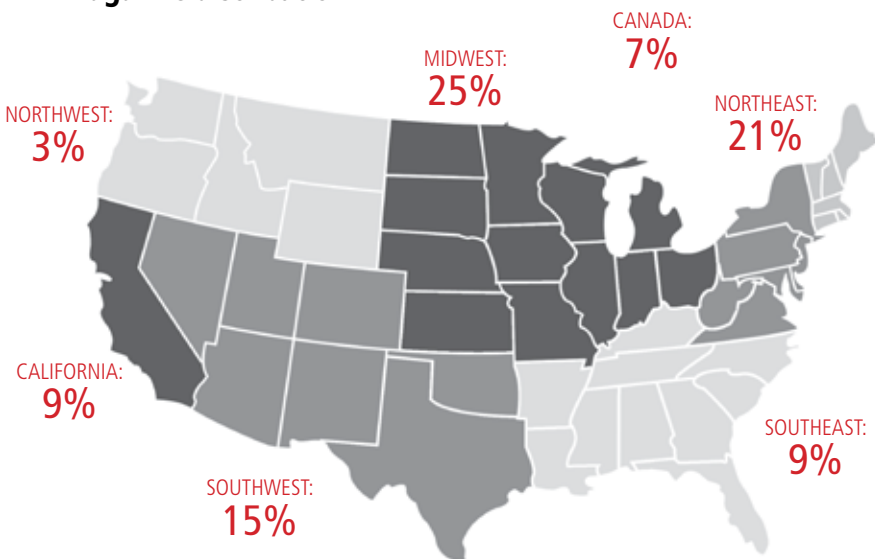 CANADA:
7%
MIDWEST:
25%
NORTHEAST:
21%
NORTHWEST:
3%
CALIFORNIA:
9%
SOUTHEAST:
9%
SOUTHWEST:
15%